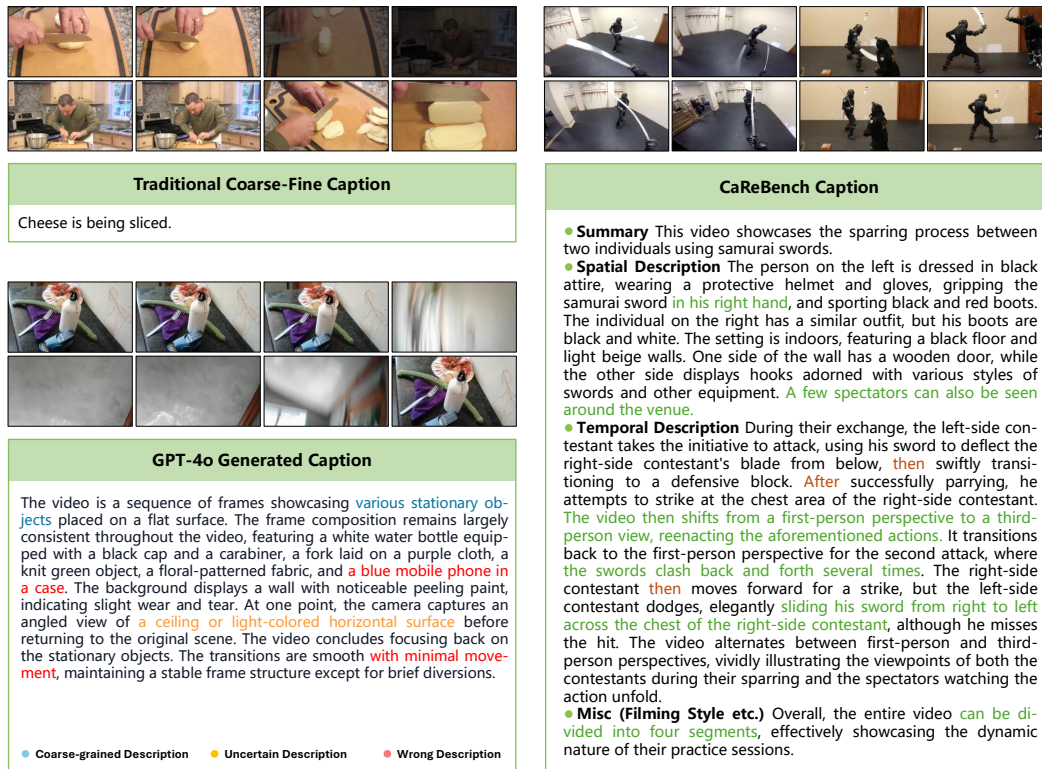 Traditional Coarse-Fine Caption
Cheese is being sliced.
GPT-4o Generated Caption
The video is a sequence of frames showcasing various stationary ob-
jects placed on a flat surface. The frame composition remains largely
consistent throughout the video, featuring a white water bottle equip-
ped with a black cap and a carabiner, a fork laid on a purple cloth, a
knit green object, a floral-patterned fabric, and a blue mobile phone in
a case. The background displays a wall with noticeable peeling paint,
indicating slight wear and tear. At one point, the camera captures an
angled view of a ceiling or light-colored horizontal surface before
returning to the original scene. The video concludes focusing back on
the stationary objects. The transitions are smooth with minimal move-
ment, maintaining a stable frame structure except for brief diversions.
Coarse-grained Description
Uncertain Description
Wrong Description
CaReBench Caption
Summary This video showcases the sparring process between
two individuals using samurai swords.
Spatial Description The person on the left is dressed in black
attire, wearing a protective helmet and gloves, gripping the
samurai sword in his right hand, and sporting black and red boots.
The individual on the right has a similar outfit, but his boots are
black and white. The setting is indoors, featuring a black floor and
light beige walls. One side of the wall has a wooden door, while
the other side displays hooks adorned with various styles of
swords and other equipment. A few spectators can also be seen
around the venue.
Temporal Description During their exchange, the left-side con-
testant takes the initiative to attack, using his sword to deflect the
right-side contestant's blade from below, then swiftly transi-
tioning to a defensive block. After successfully parrying, he
attempts to strike at the chest area of the right-side contestant.
The video then shifts from a first-person perspective to a third-
person view, reenacting the aforementioned actions. It transitions
back to the first-person perspective for the second attack, where
the swords clash back and forth several times. The right-side
contestant then moves forward for a strike, but the left-side
contestant dodges, elegantly sliding his sword from right to left
across the chest of the right-side contestant, although he misses
the hit. The video alternates between first-person and third-
person perspectives, vividly illustrating the viewpoints of both the
contestants during their sparring and the spectators watching the
action unfold.
Misc (Filming Style etc.) Overall, the entire video can be di-
vided into four segments, effectively showcasing the dynamic
nature of their practice sessions.